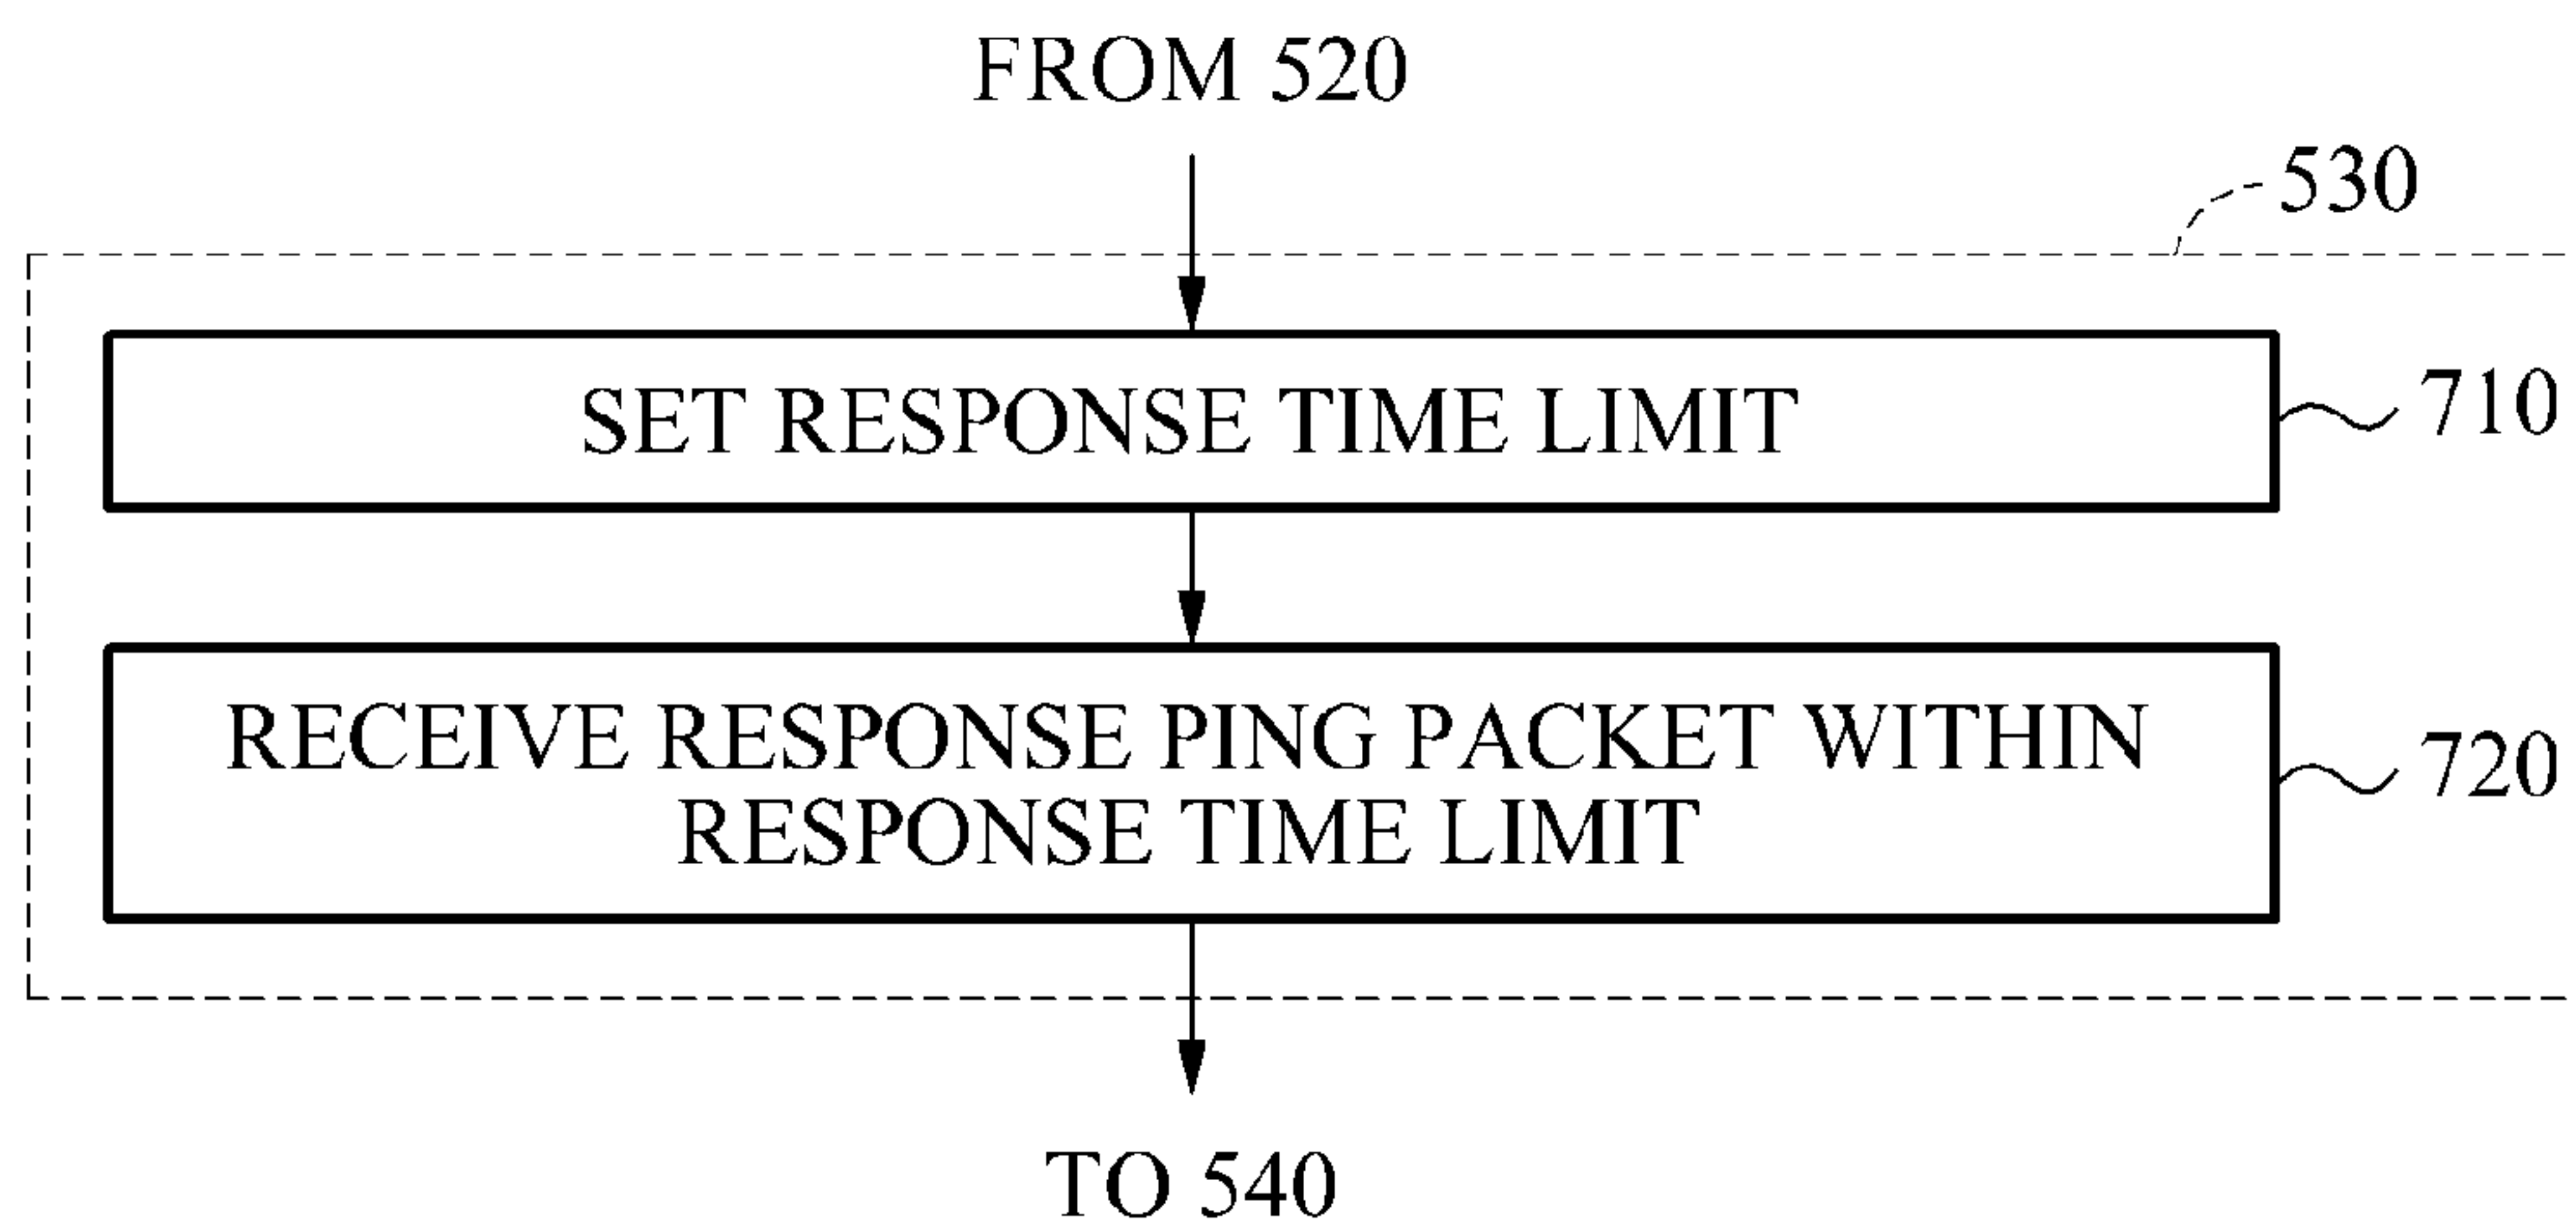 FROM 520
530
SET RESPONSE TIME LIMIT
710
RECEIVE RESPONSE PING PACKET WITHIN
RESPONSE TIME LIMIT
720
TO 540